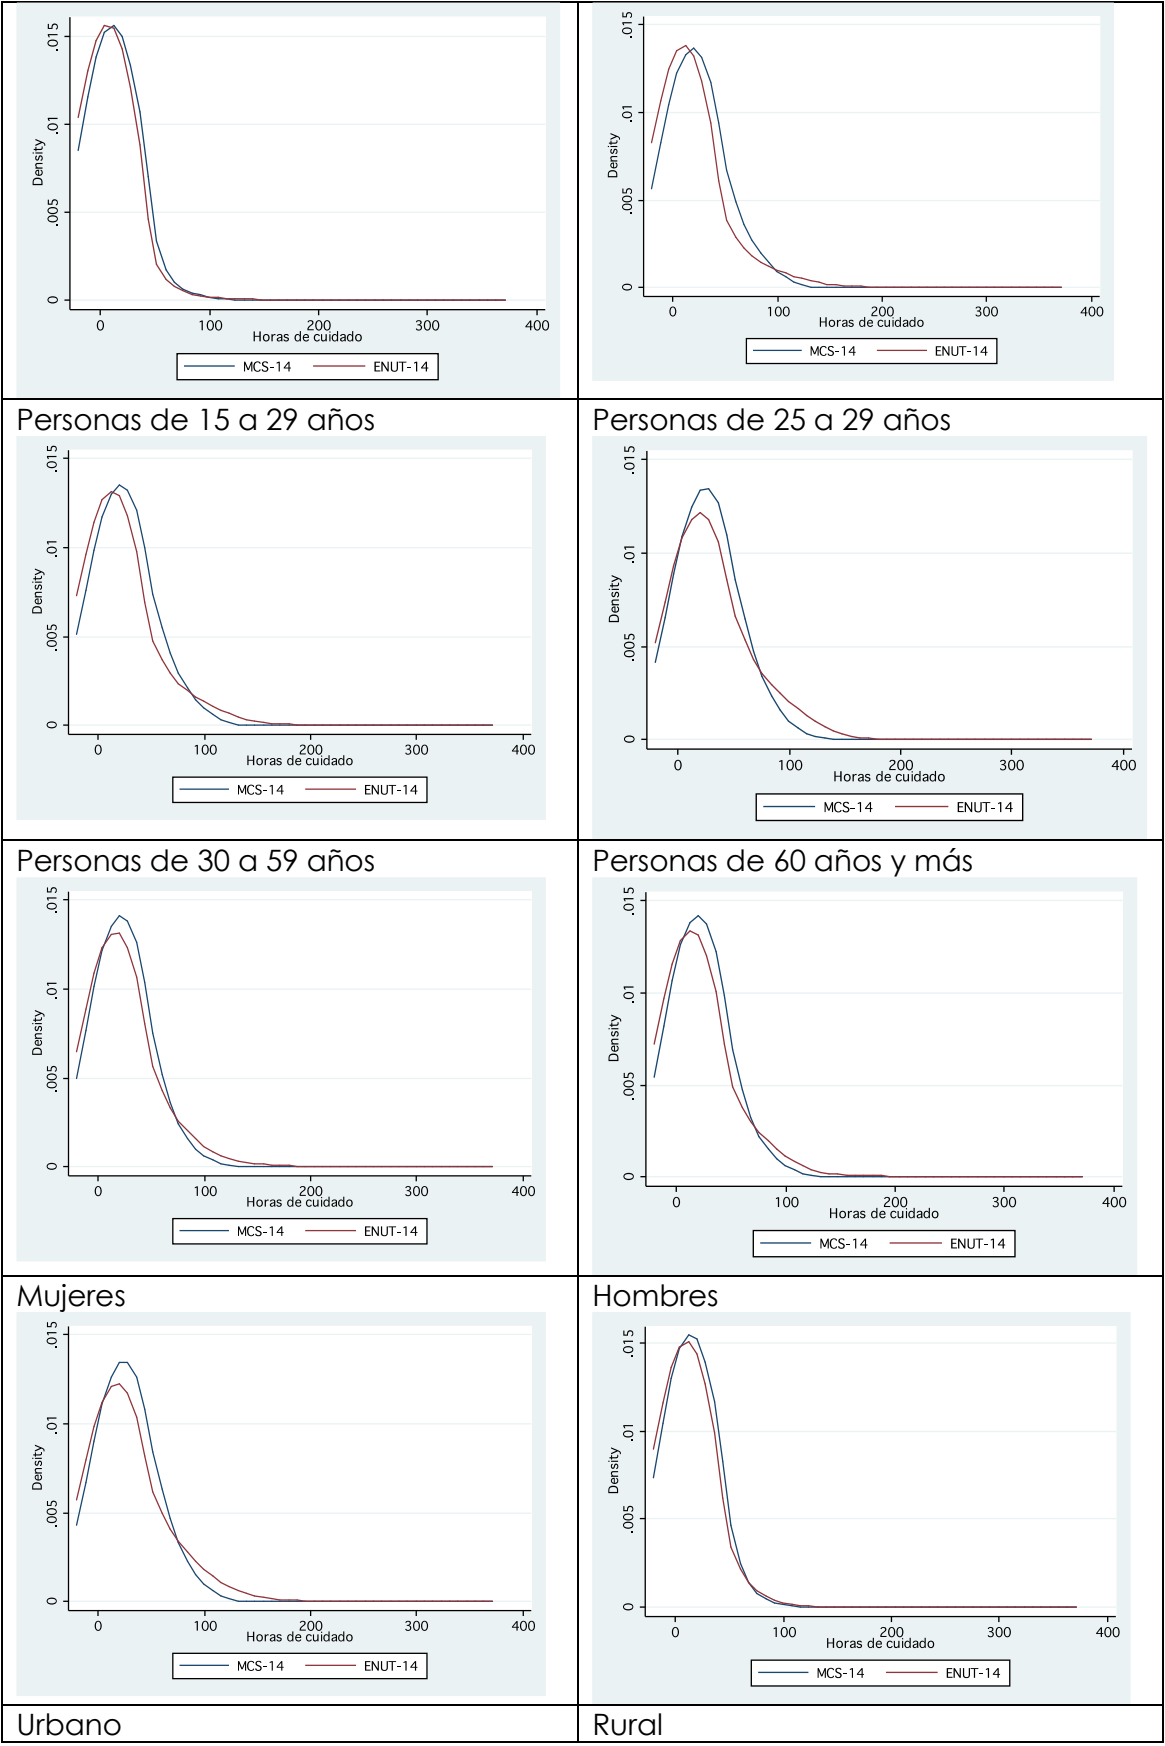 .015
.01
Density
.005
0
0 100 200 300 400
Horas de cuidado
MCS-14 ENUT-14
.015
.01
Density
.005
0
0 100 200 300 400
Horas de cuidado
MCS-14 ENUT-14
Personas de 15 a 29 años
.015
.01
Density
.005
0
0 100 200 300 400
Horas de cuidado
MCS-14 ENUT-14
Personas de 25 a 29 años
.015
.01
Density
.005
0
0 100 200 300 400
Horas de cuidado
MCS-14 ENUT-14
Personas de 30 a 59 años
.015
.01
Density
.005
0
0 100 200 300 400
Horas de cuidado
MCS-14 ENUT-14
Personas de 60 años y más
.015
.01
Density
.005
0
0 100 200 300 400
Horas de cuidado
MCS-14 ENUT-14
Mujeres
.015
.01
Density
.005
0
0 100 200 300 400
Horas de cuidado
MCS-14 ENUT-14
Hombres
.015
.01
Density
.005
0
0 100 200 300 400
Horas de cuidado
MCS-14 ENUT-14
Urbano
Rural